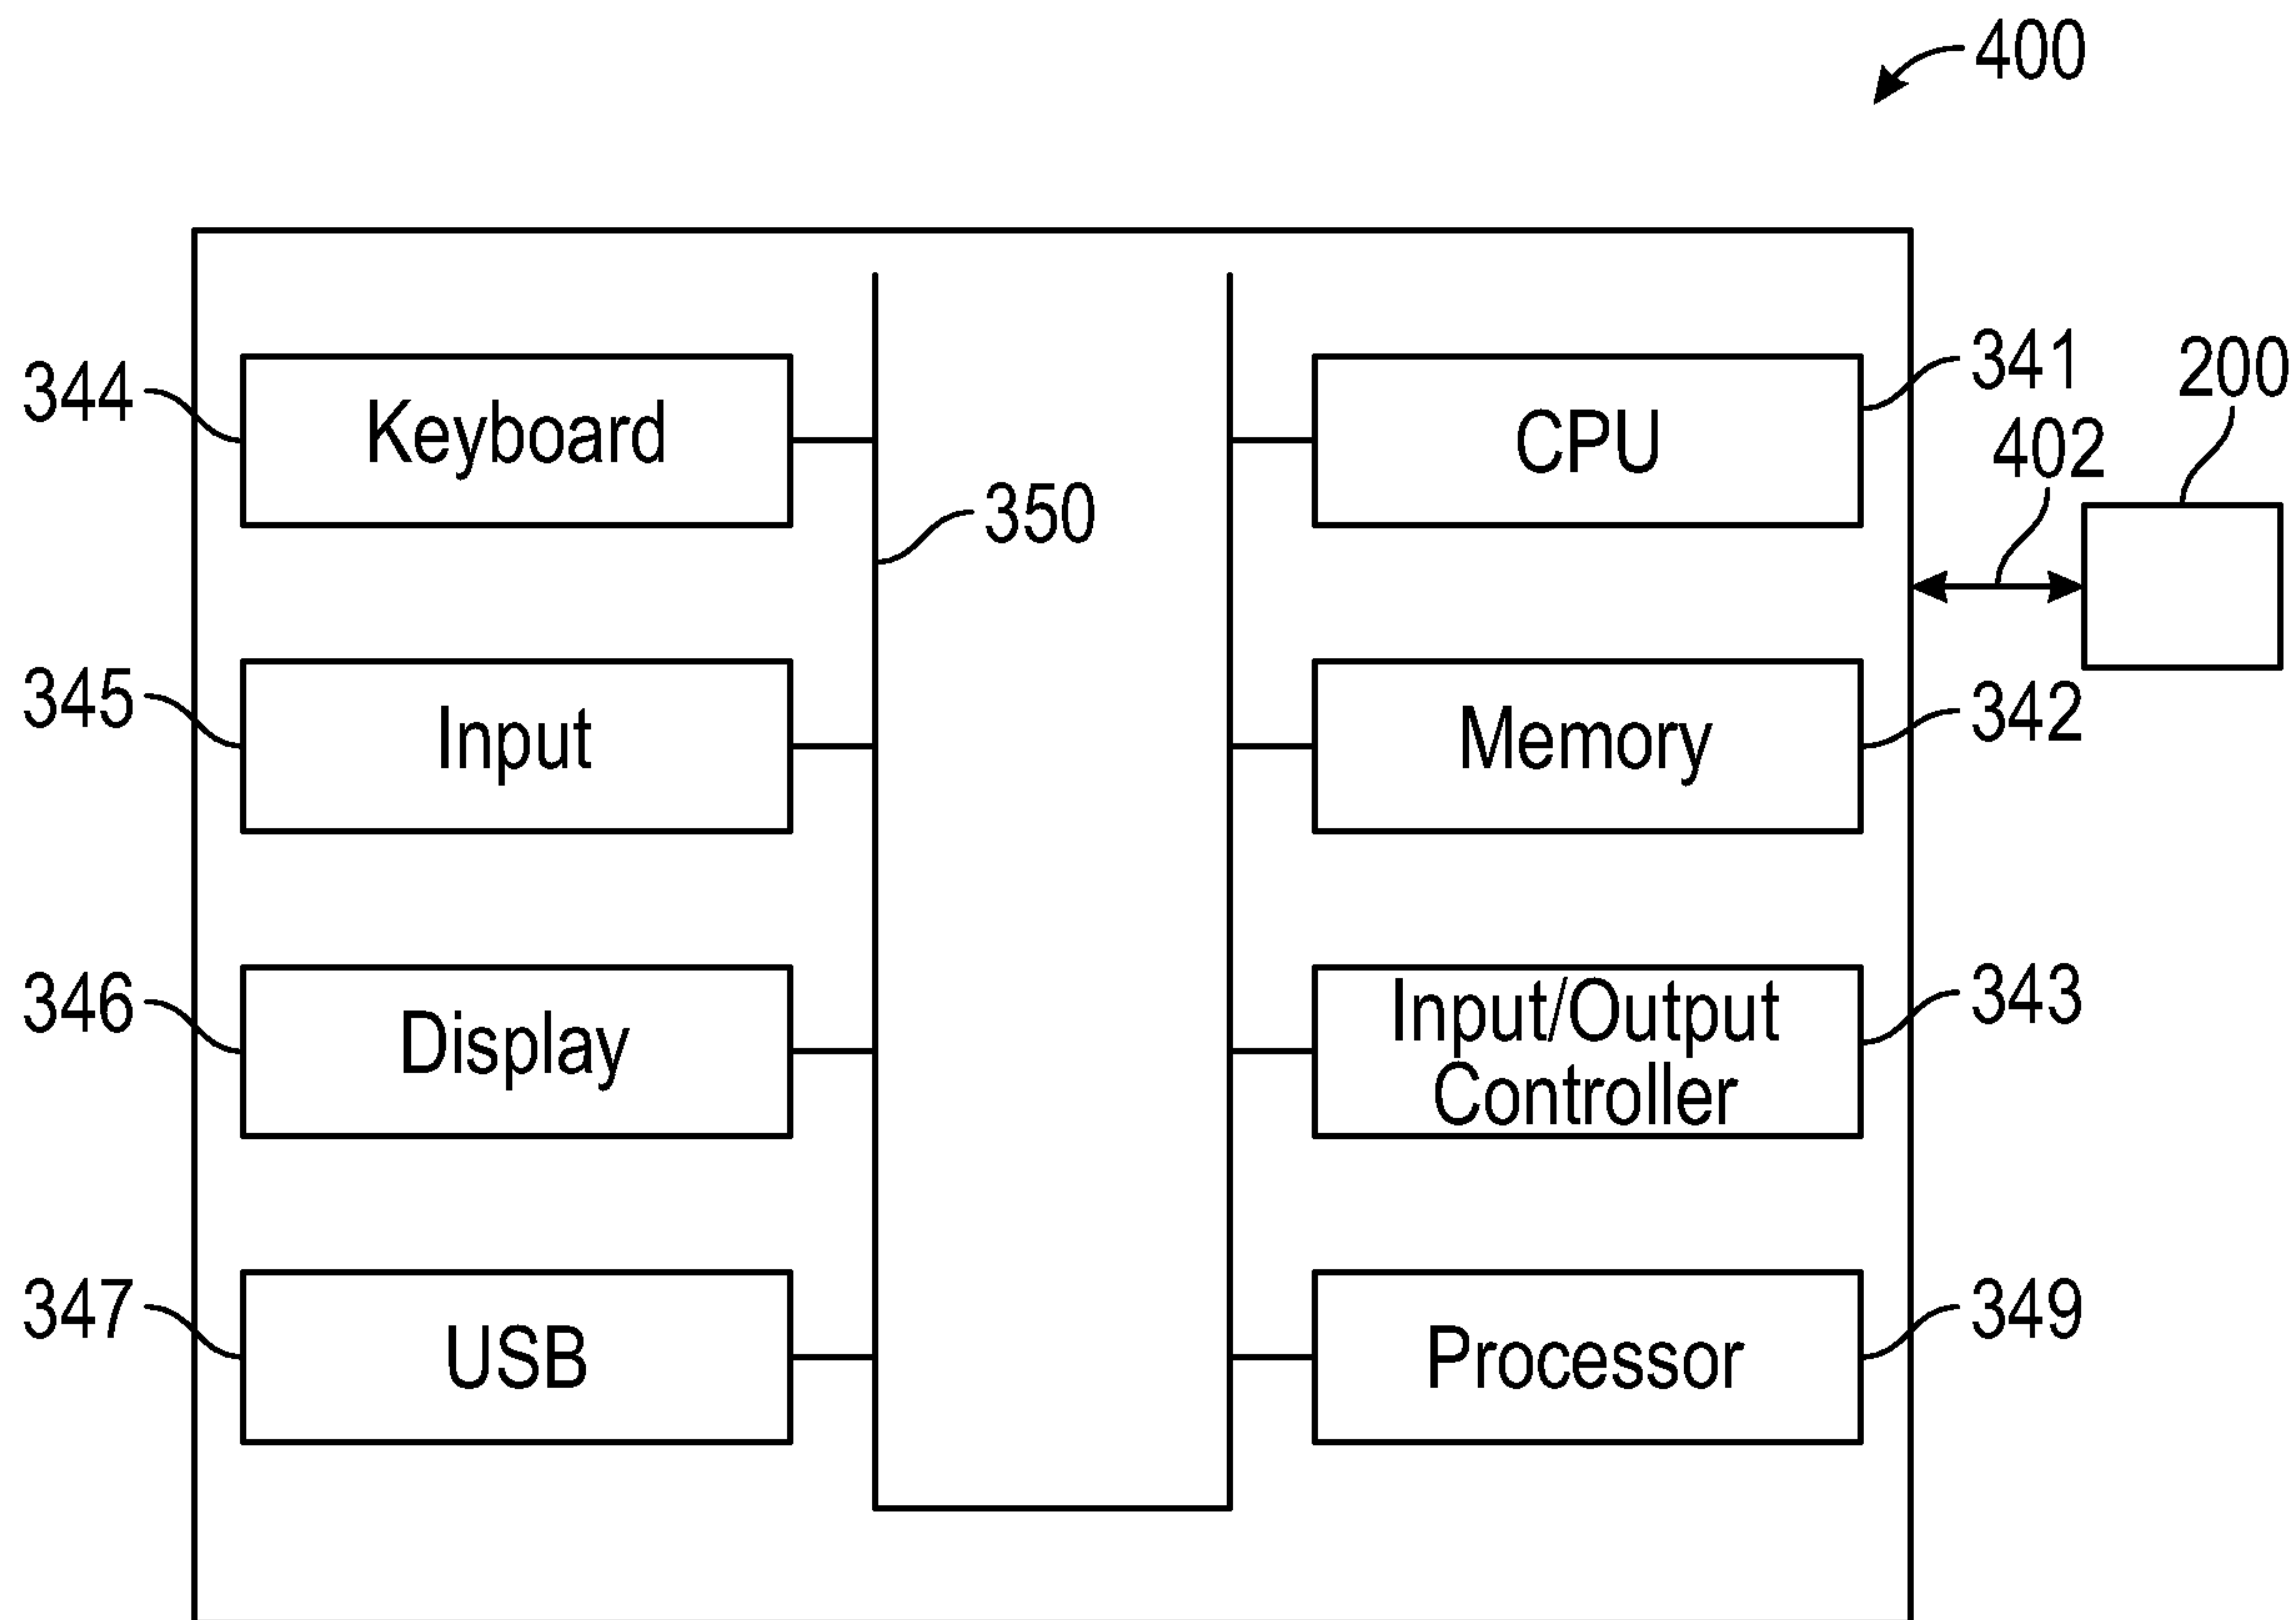 400
344
Keyboard
CPU
341
200
402
350
345
Input
Memory
342
346
Display
Input/Output
Controller
343
347
USB
Processor
349